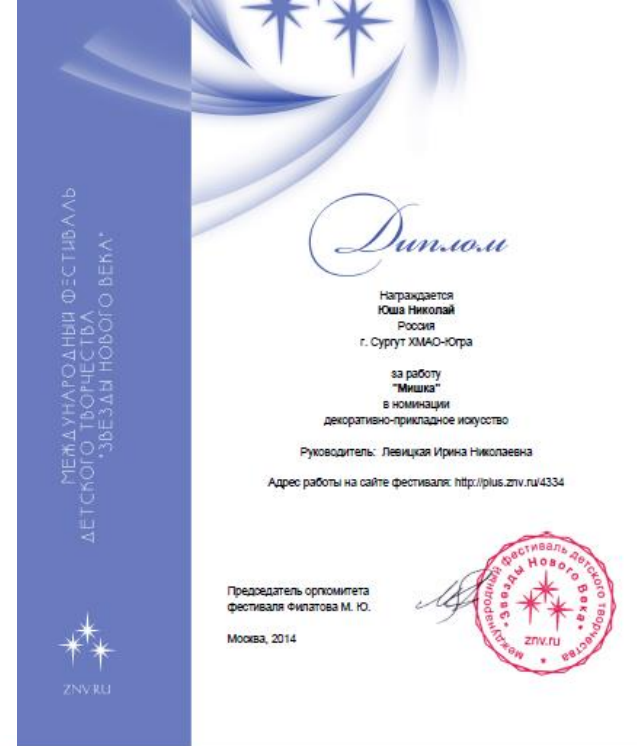 МЕЖДУНАРОДНЫЙ ФЕСТИВАЛЬ
ДЕТСКОГО ТВОРЧЕСТВА
"ЗВЕЗДЫ НОВОГО ВЕКА"
ZNV.RU
Диплом
Награждается
Юша Николай
Россия
г. Сургут ХМАО-Югра
за работу
"Мишка"
в номинации
декоративно-прикладное искусство
Руководитель: Левицкая Ирина Николаевна
Адрес работы на сайте фестиваля: http://plus.znv.ru/4334
Председатель оргкомитета
фестиваля Филатова М. Ю.
Москва, 2014
международный фестиваль детского творчества
Звезды Нового Века
znv.ru